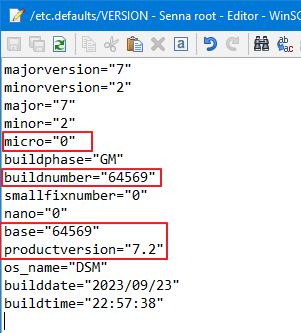 /etc.defaults/VERSION - Senna root - Editor - WinSC
majorversion="7"
minorversion="2"
major="7"
minor="2"
micro="0"
buildphase="GM"
buildnumber="64569"
smallfixnumber="0"
nano="0"
base="64569"
productversion="7.2"
os_name="DSM"
builddate="2023/09/23"
buildtime="22:57:38"